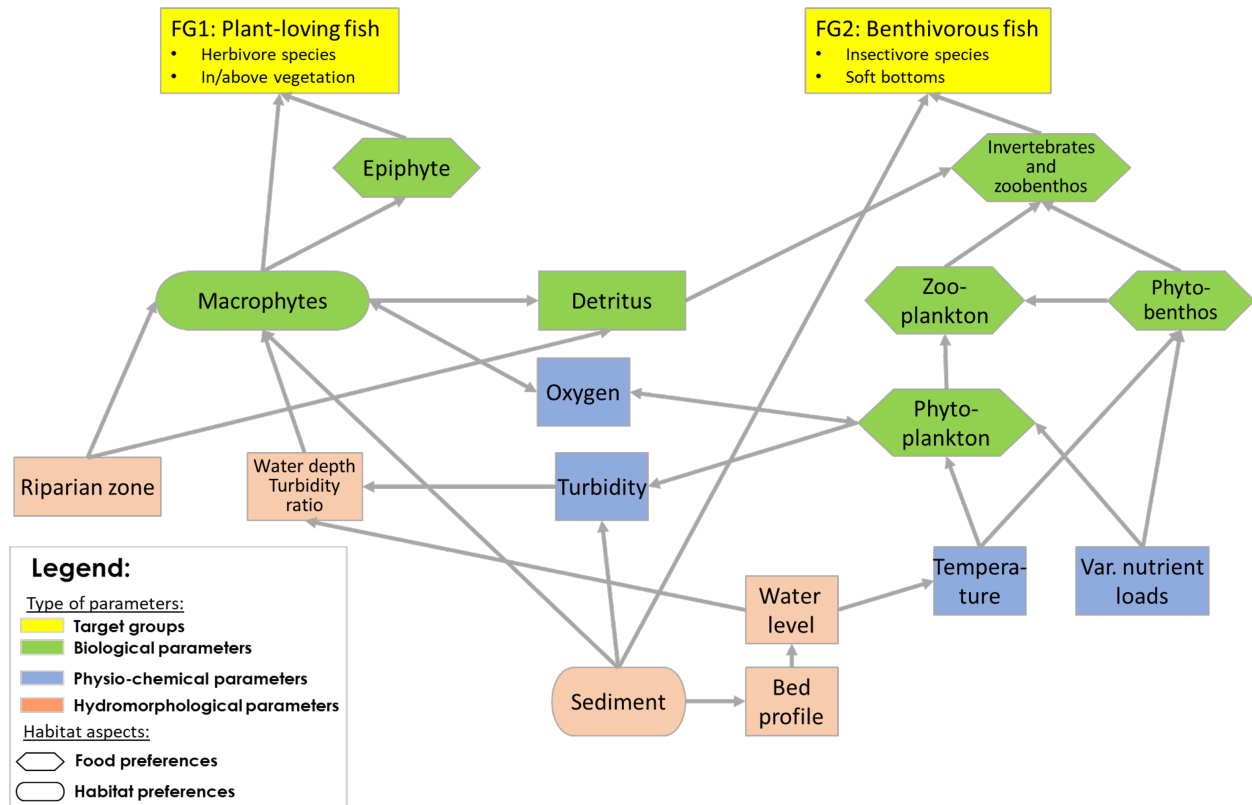 FG1: Plant-loving fish
• Herbivore species
• In/above vegetation
FG2: Benthivorous fish
• Insectivore species
• Soft bottoms
Epiphyte
Invertebrates
and
zoobenthos
Macrophytes
Detritus
Zoo-
plankton
Phyto-
benthos
Oxygen
Phyto-
plankton
Riparian zone
Water depth
Turbidity
ratio
Turbidity
Tempera-
ture
Var. nutrient
loads
Water
level
Sediment
Bed
profile
Legend:
Type of parameters:
Target groups
Biological parameters
Physio-chemical parameters
Hydromorphological parameters
Habitat aspects:
Food preferences
Habitat preferences